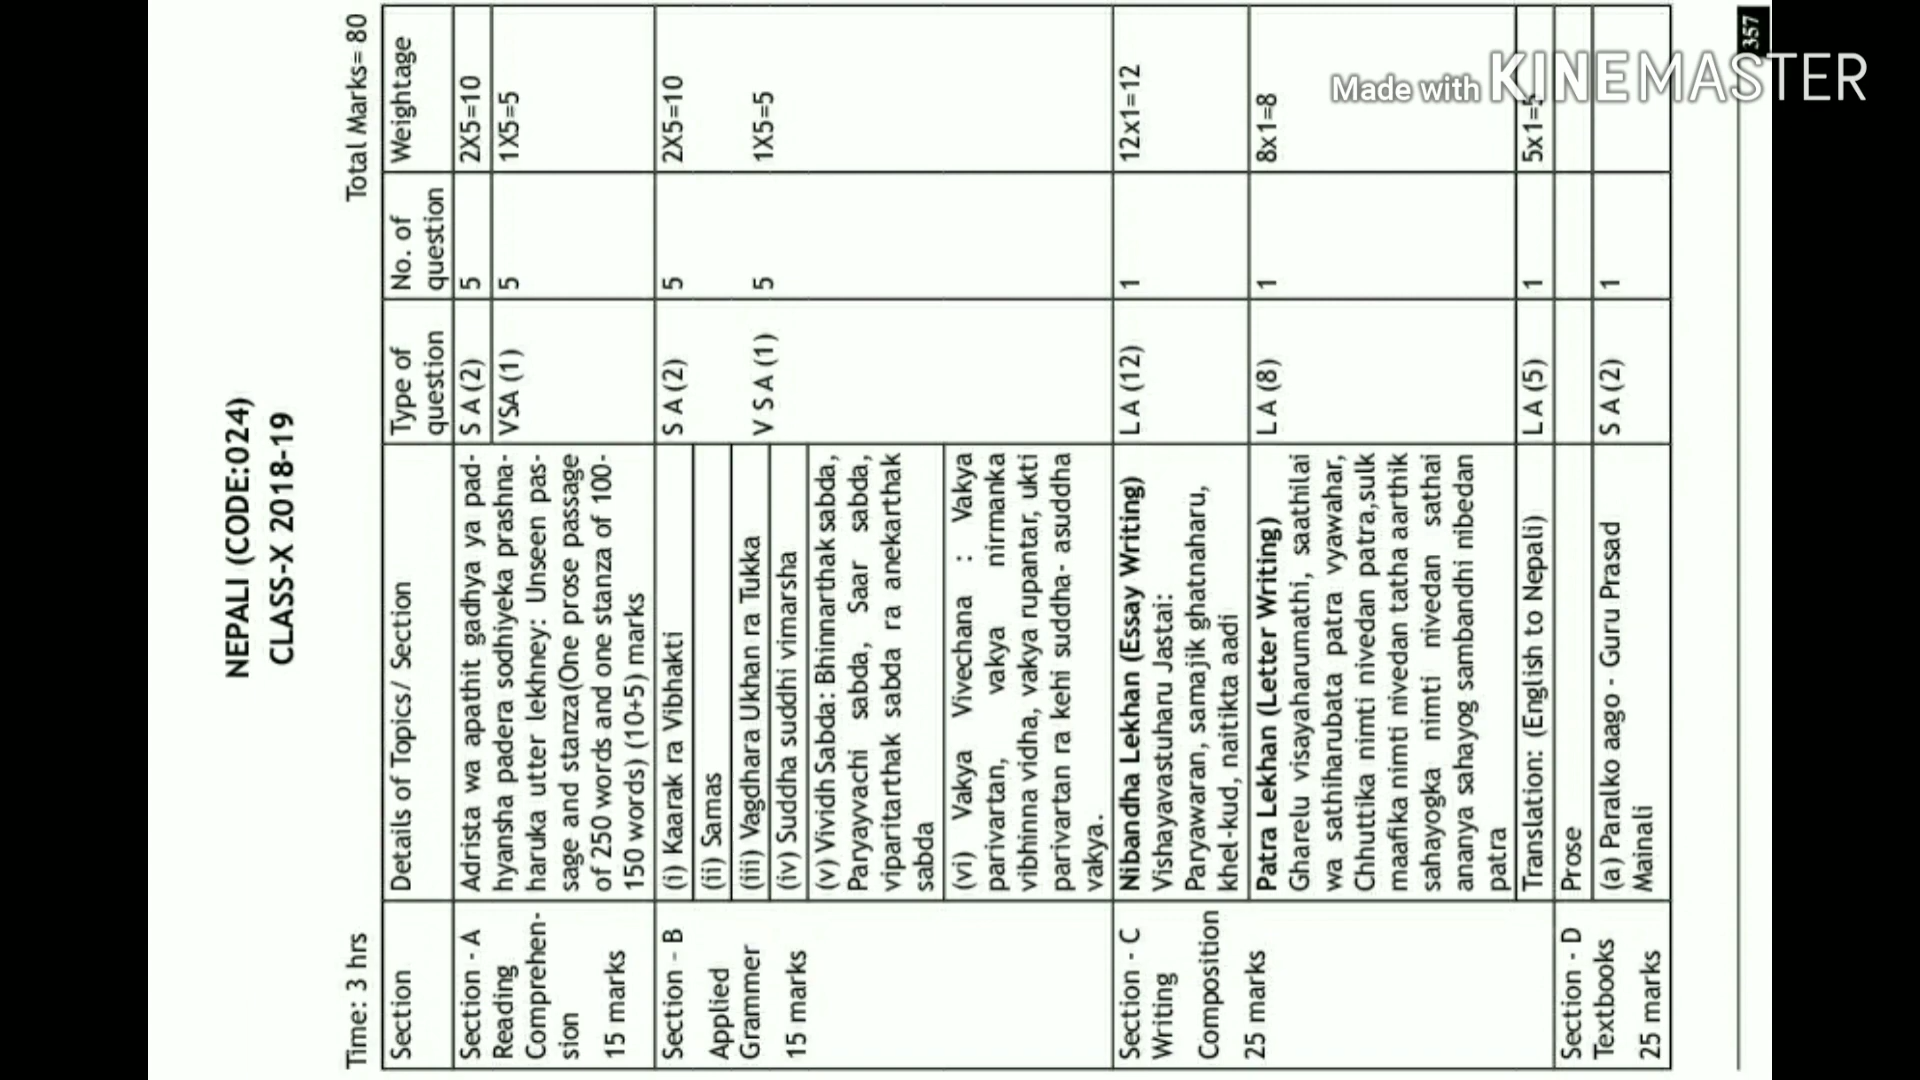 NEPALI (CODE:024)
CLASS-X 2018-19
Time: 3 hrs Total Marks= 80
Section Details of Topics/ Section Type of question No. of question Weightage
Section - A
Reading
Comprehen-
sion
15 marks
Adrista wa apathit gadhya ya pad-
hyansha padera sodhiyeka prashna-
haruka utter lekhney: Unseen pas-
sage and stanza(One prose passage
of 250 words and one stanza of 100-
150 words) (10+5) marks
S A (2) 5 2X5=10
VSA (1) 5 1X5=5
Section - B
Applied
Grammer
15 marks
(i) Kaarak ra Vibhakti
S A (2) 5 2X5=10
(ii) Samas
(iii) Vagdhara Ukhan ra Tukka
V S A (1) 5 1X5=5
(iv) Suddha suddhi vimarsha
(v) Vividh Sabda: Bhinnarthak sabda,
Paryayvachi sabda, Saar sabda,
viparitarthak sabda ra anekarthak
sabda
(vi) Vakya Vivechana : Vakya
parivartan, vakya nirmanka
vibhinna vidha, vakya rupantar, ukti
parivartan ra kehi suddha- asuddha
vakya.
Section - C
Writing
Composition
25 marks
Nibandha Lekhan (Essay Writing)
Vishayavastuharu Jastai:
Paryawaran, samajik ghatnaharu,
khel -kud, naitikta aadi
L A (12) 1 12x1=12
Patra Lekhan (Letter Writing)
Gharelu visayaharumathi, saathilai
wa sathiharubata patra vyawahar,
Chhuttika nimti nivedan patra,sulk
maafika nimti nivedan tatha aarthik
sahayogka nimti nivedan sathai
ananya sahayog sambandhi nibedan
patra
L A (8) 1 8x1=8
Translation: (English to Nepali) L A (5) 1 5x1=5
Section - D
Textbooks
25 marks
Prose
(a) Paralko aago - Guru Prasad
Mainali
S A (2) 1
357
Made with KINEMASTER